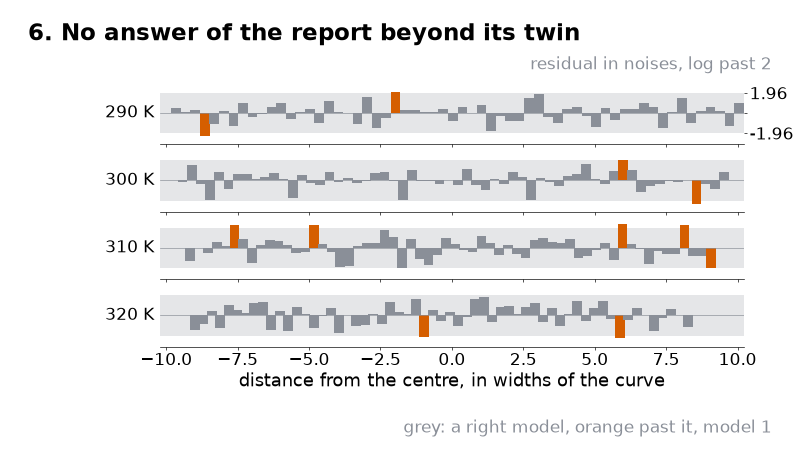 6. No answer of the report beyond its twin
residual in noises, log past 2
290 K
1.96
-1.96
300 K
310 K
320 K
−10.0 −7.5 −5.0 −2.5 0.0 2.5 5.0 7.5 10.0
distance from the centre, in widths of the curve
grey: a right model, orange past it, model 1